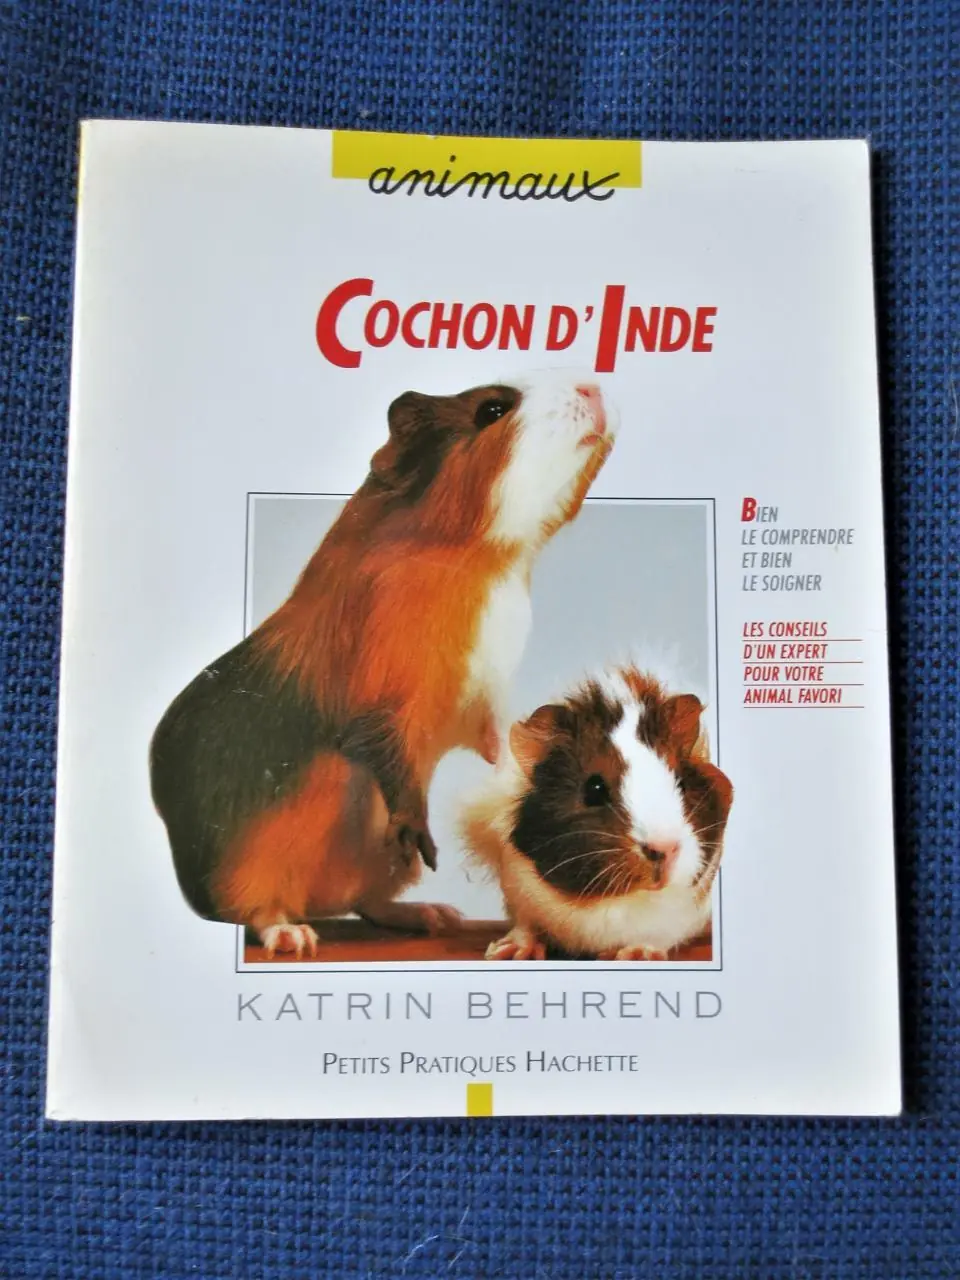 animaux
COCHON D'INDE
BIEN
LE COMPRENDRE
ET BIEN
LE SOIGNER
LES CONSEILS
D'UN EXPERT
POUR VOTRE
ANIMAL FAVORI
KATRIN BEHREND
PETITS PRATIQUES HACHETTE